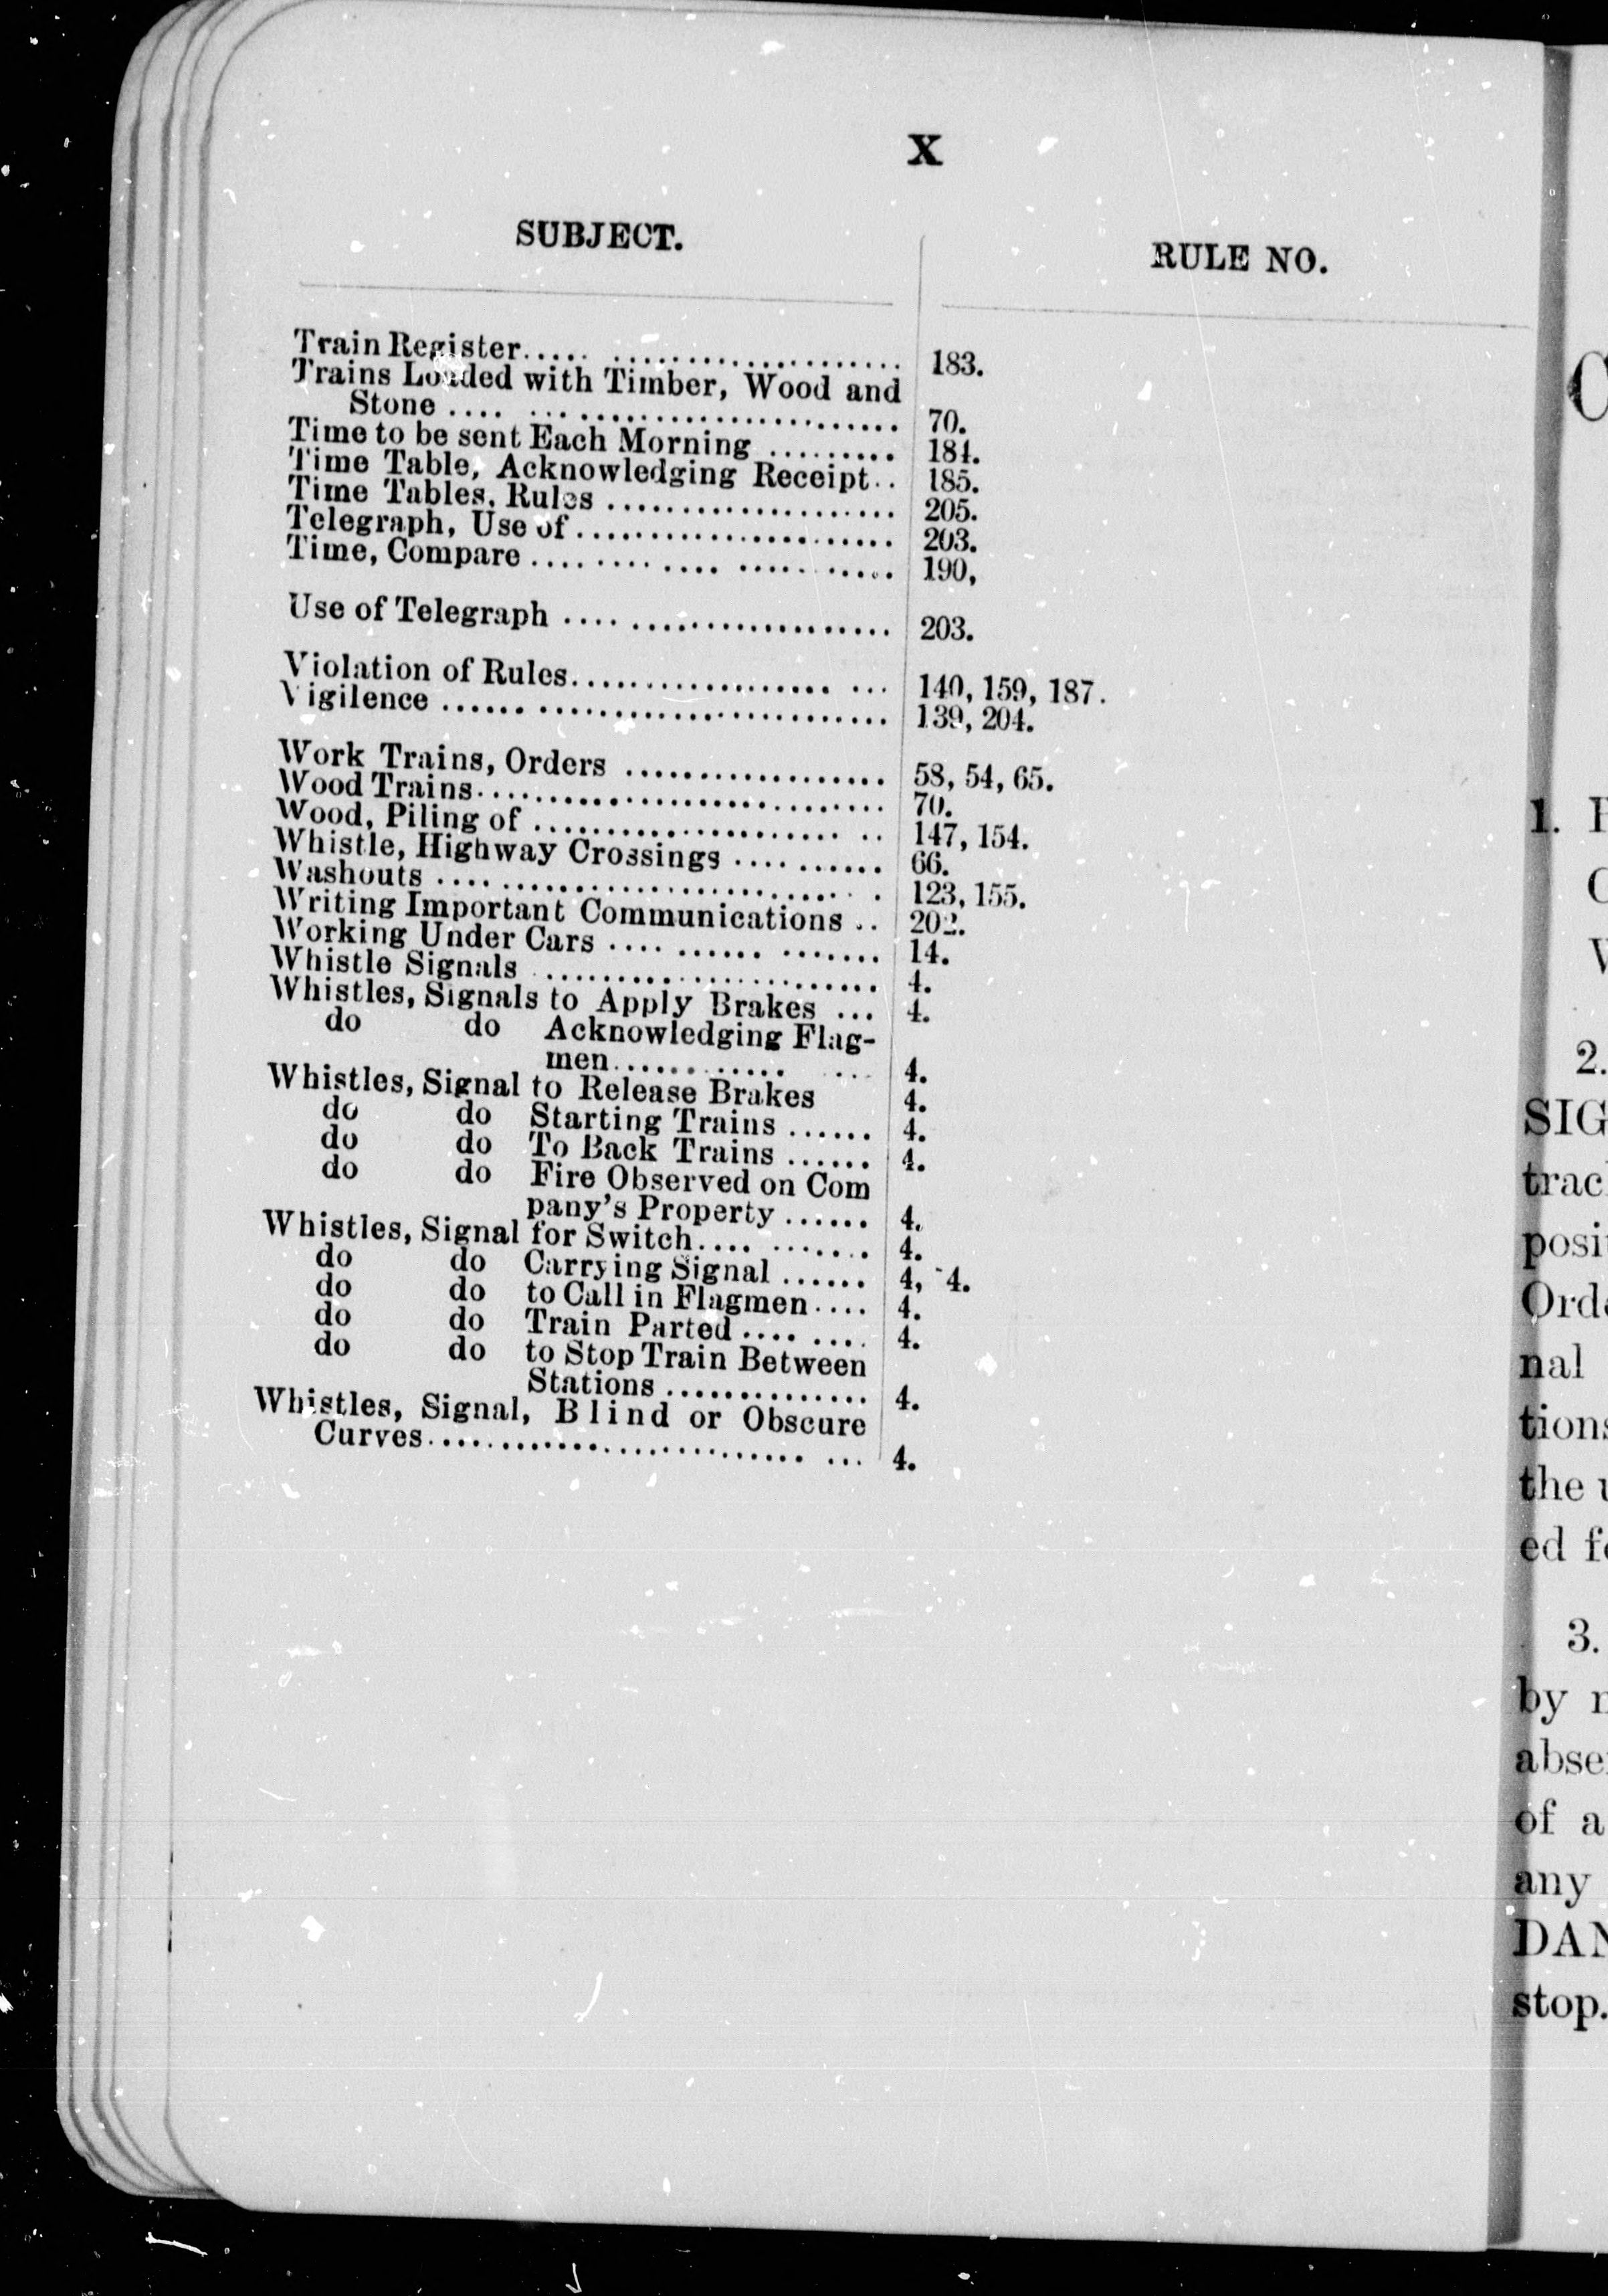 X
SUBJECT. RULE NO.
Train Register..... .................... 183.
Trains Loaded with Timber, Wood and
Stone .... ... ...................... 70.
Time to be sent Each Morning ......... 184.
Time Table, Acknowledging Receipt.. 185.
Time Tables, Rules .................... 205.
Telegraph, Use of...................... 203.
Time, Compare .......... .... ........... 190,
Use of Telegraph .... .................. 203.
Violation of Rules.................. ... 140, 159, 187.
Vigilence ...... ........................ 139, 204.
Work Trains, Orders .................. 58, 54, 65.
Wood Trains............................ 70.
Wood, Piling of ..................... .. 147, 154.
Whistle, Highway Crossings .......... 66.
Washouts .... .......................... 123, 155.
Writing Important Communications .. 202.
Working Under Cars .... ...... ....... 14.
Whistle Signals ........................ 4.
Whistles, Signals to Apply Brakes ... 4.
do do Acknowledging Flag-
men............ ... 4.
Whistles, Signal to Release Brakes 4.
do do Starting Trains ...... 4.
do do To Back Trains ...... 4.
do do Fire Observed on Com
pany's Property ...... 4.
Whistles, Signal for Switch.... ....... 4.
do do Carrying Signal ...... 4, 4.
do do to Call in Flagmen.... 4.
do do Train Parted .... .... 4.
do do to Stop Train Between
Stations .............. 4.
Whistles, Signal, Blind or Obscure
Curves.......................... ... 4.
1.
2.
SIG
trac
posi
Ord
nal
tions
the
ed f
3.
by
abse
of a
any
DAN
stop.